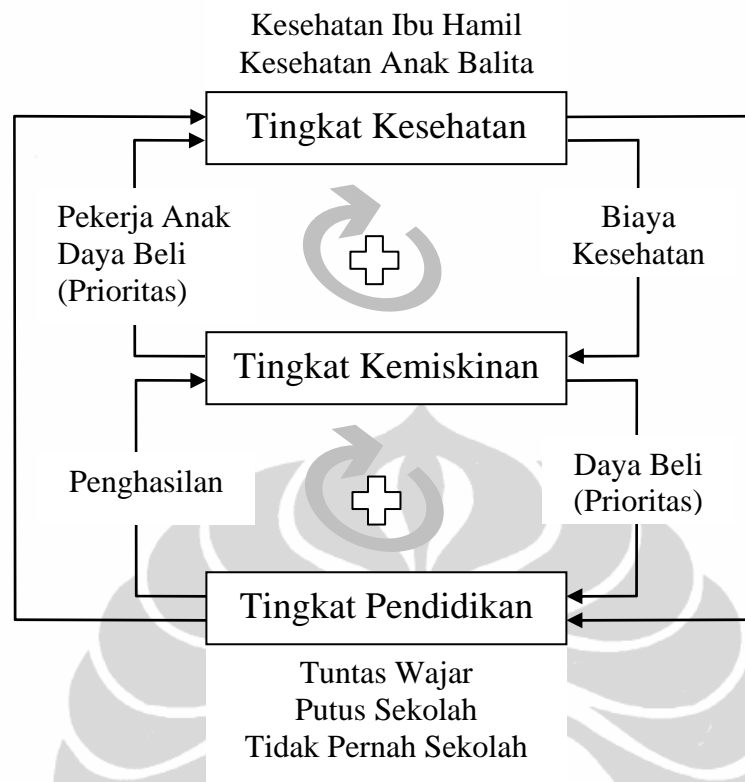 Kesehatan Ibu Hamil
Kesehatan Anak Balita
Tingkat Kesehatan
Pekerja Anak
Daya Beli
(Prioritas)
Biaya
Kesehatan
Tingkat Kemiskinan
Penghasilan
Daya Beli
(Prioritas)
Tingkat Pendidikan
Tuntas Wajar
Putus Sekolah
Tidak Pernah Sekolah